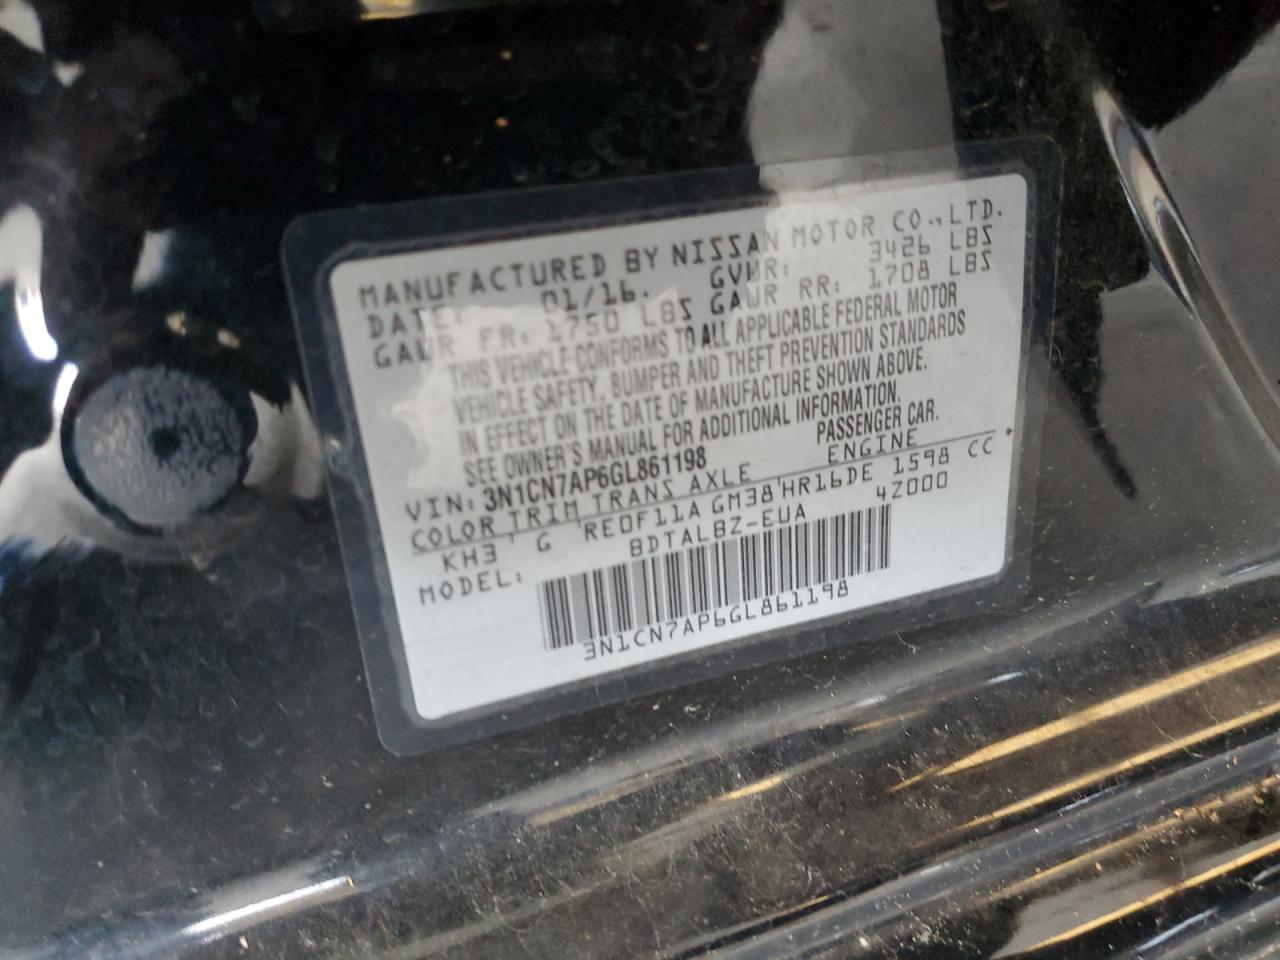 MANUFACTURED BY NISSAN MOTOR CO., LTD.
DATE: 01/16. GVWR: 3426 LBS
GAWR FR: 1750 LBS GAWR RR: 1708 LBS
THIS VEHICLE CONFORMS TO ALL APPLICABLE FEDERAL MOTOR
VEHICLE SAFETY, BUMPER AND THEFT PREVENTION STANDARDS
IN EFFECT ON THE DATE OF MANUFACTURE SHOWN ABOVE.
SEE OWNER'S MANUAL FOR ADDITIONAL INFORMATION.
VIN: 3N1CN7AP6GL861198 PASSENGER CAR.
COLOR TRIM TRANS AXLE ENGINE
KH3 G RE0F11A GM38 HR16DE 1598 CC
MODEL: BDTALBZ-EUA 42000
3N1CN7AP6GL861198